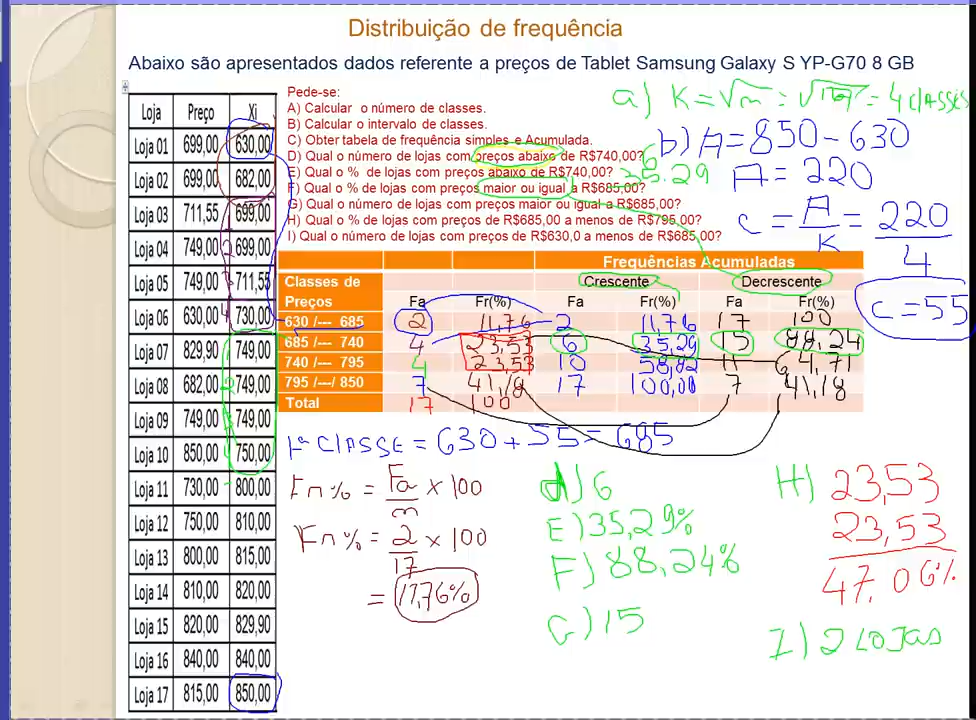 Distribuição de frequência
Abaixo são apresentados dados referente a preços de Tablet Samsung Galaxy S YP-G70 8 GB
Loja Preço Xi
Loja 01 699,00 630,00
Loja 02 699,00 682,00
Loja 03 711,55 699,00
Loja 04 749,00 699,00
Loja 05 749,00 711,55
Loja 06 630,00 730,00
Loja 07 829,90 749,00
Loja 08 682,00 749,00
Loja 09 749,00 749,00
Loja 10 850,00 750,00
Loja 11 730,00 800,00
Loja 12 750,00 810,00
Loja 13 800,00 815,00
Loja 14 810,00 820,00
Loja 15 820,00 829,90
Loja 16 840,00 840,00
Loja 17 815,00 850,00
Pede-se:
A) Calcular o número de classes.
B) Calcular o intervalo de classes.
C) Obter tabela de frequência simples e Acumulada.
D) Qual o número de lojas com preços abaixo de R$740,00? 6
E) Qual o % de lojas com preços abaixo de R$740,00? 35.29
F) Qual o % de lojas com preços maior ou igual a R$685,00?
G) Qual o número de lojas com preços maior ou igual a R$685,00?
H) Qual o % de lojas com preços de R$685,00 a menos de R$795,00?
I) Qual o número de lojas com preços de R$630,0 a menos de R$685,00?
a) K = √n = √17 = 4 CLASSES
b) A = 850 - 630
A = 220
C = A/K = 220/4
C = 55
Frequências Acumuladas
Classes de Preços Crescente Decrescente
Fa Fr(%) Fa Fr(%) Fa Fr(%)
630 /--- 685 2 11,76 2 11,76 17 100
685 /--- 740 4 23,53 6 35,29 15 88,24
740 /--- 795 4 23,53 10 58,82 11 64,71
795 /---/ 850 7 41,18 17 100,00 7 41,18
Total 17 100
1ª CLASSE = 630 + 55 = 685
Fn% = Fa/n × 100
Fn% = 2/17 × 100
= 11,76%
d) 6
E) 35,29%
F) 88,24%
G) 15
H) 23,53
23,53
47,06%
I) 2 LOJAS